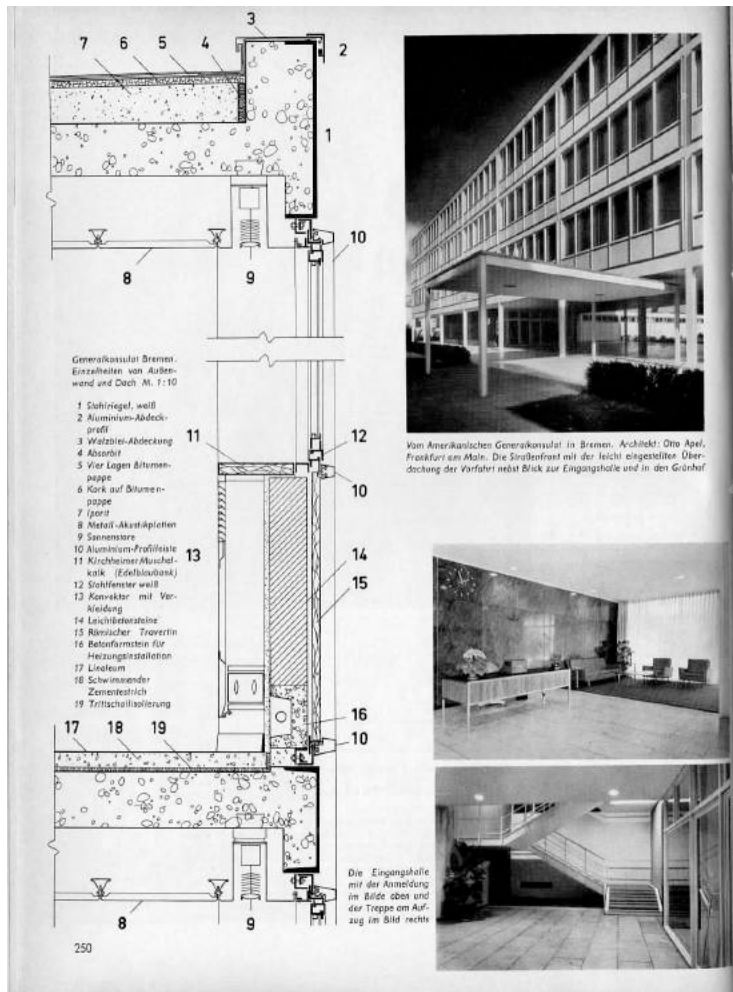 3
7 6 5 4
2
1
10
8 9
Generalkonsulat Bremen.
Einzelheiten von Außen-
wand und Dach M. 1:10
1 Stahlriegel, weiß
2 Aluminium-Abdeck-
profil
3 Walzblei-Abdeckung
4 Absorbit
5 Vier Lagen Bitumen-
pappe
6 Kork auf Bitumen-
pappe
7 Iporit
8 Metall-Akustikplatten
9 Sonnenstore
10 Aluminium-Profilleiste
11 Kirchheimer Muschel-
kalk (Edelblaubank)
12 Stahlfenster weiß
13 Konvektor mit Ver-
kleidung
14 Leichtbetonsteine
15 Römischer Travertin
16 Betonformstein für
Heizungsinstallation
17 Linoleum
18 Schwimmender
Zementestrich
19 Trittschallisolierung
11 12
10
13
14
15
16
17 18 19
10
8 9
Vom Amerikanischen Generalkonsulat in Bremen. Architekt: Otto Apel,
Frankfurt am Main. Die Straßenfront mit der leicht eingestellten Über-
dachung der Vorfahrt nebst Blick zur Eingangshalle und in den Grünhof
Die Eingangshalle
mit der Anmeldung
im Bilde oben und
der Treppe am Auf-
zug im Bild rechts
250